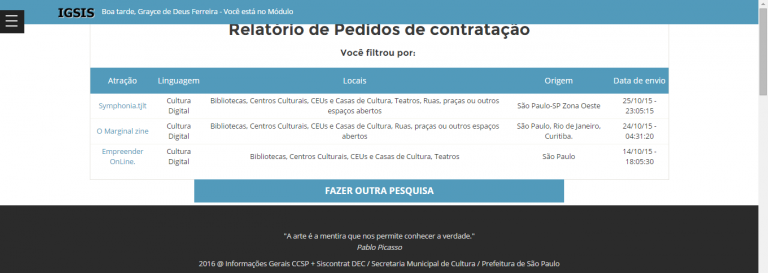 IGSIS Boa tarde, Grayce de Deus Ferreira - Você está no Módulo
Relatório de Pedidos de contratação
Você filtrou por:
Atração Linguagem Locais Origem Data de envio
Symphonia.tjlt Cultura Digital Bibliotecas, Centros Culturais, CEUs e Casas de Cultura, Teatros, Ruas, praças ou outros espaços abertos São Paulo-SP Zona Oeste 25/10/15 - 23:05:15
O Marginal zine Cultura Digital Bibliotecas, Centros Culturais, CEUs e Casas de Cultura, Ruas, praças ou outros espaços abertos São Paulo, Rio de Janeiro, Curitiba. 24/10/15 - 04:31:20
Empreender OnLine. Cultura Digital Bibliotecas, Centros Culturais, CEUs e Casas de Cultura, Teatros São Paulo 14/10/15 - 18:05:30
FAZER OUTRA PESQUISA
"A arte é a mentira que nos permite conhecer a verdade."
Pablo Picasso
2016 @ Informações Gerais CCSP + Siscontrat DEC / Secretaria Municipal de Cultura / Prefeitura de São Paulo